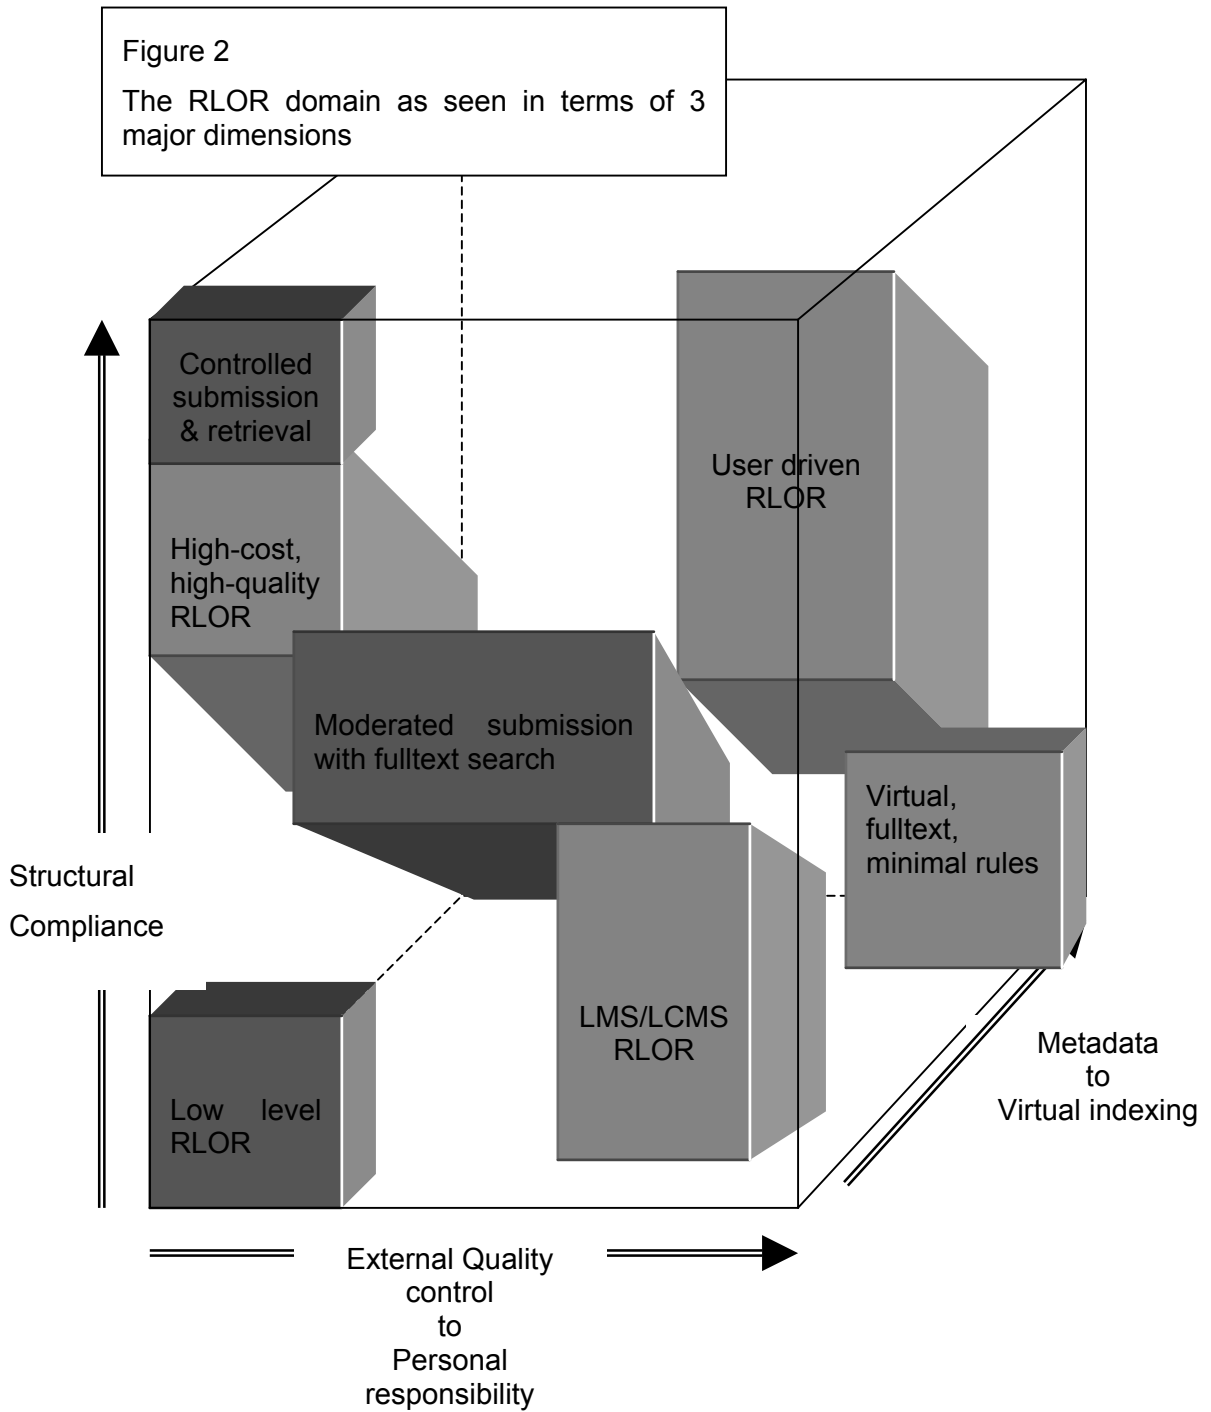 Figure 2
The RLOR domain as seen in terms of 3
major dimensions
Controlled
submission
& retrieval
User driven
RLOR
High-cost,
high-quality
RLOR
Moderated submission
with fulltext search
Virtual,
fulltext,
minimal rules
Structural
Compliance
LMS/LCMS
RLOR
Metadata
to
Virtual indexing
Low level
RLOR
External Quality
control
to
Personal
responsibility